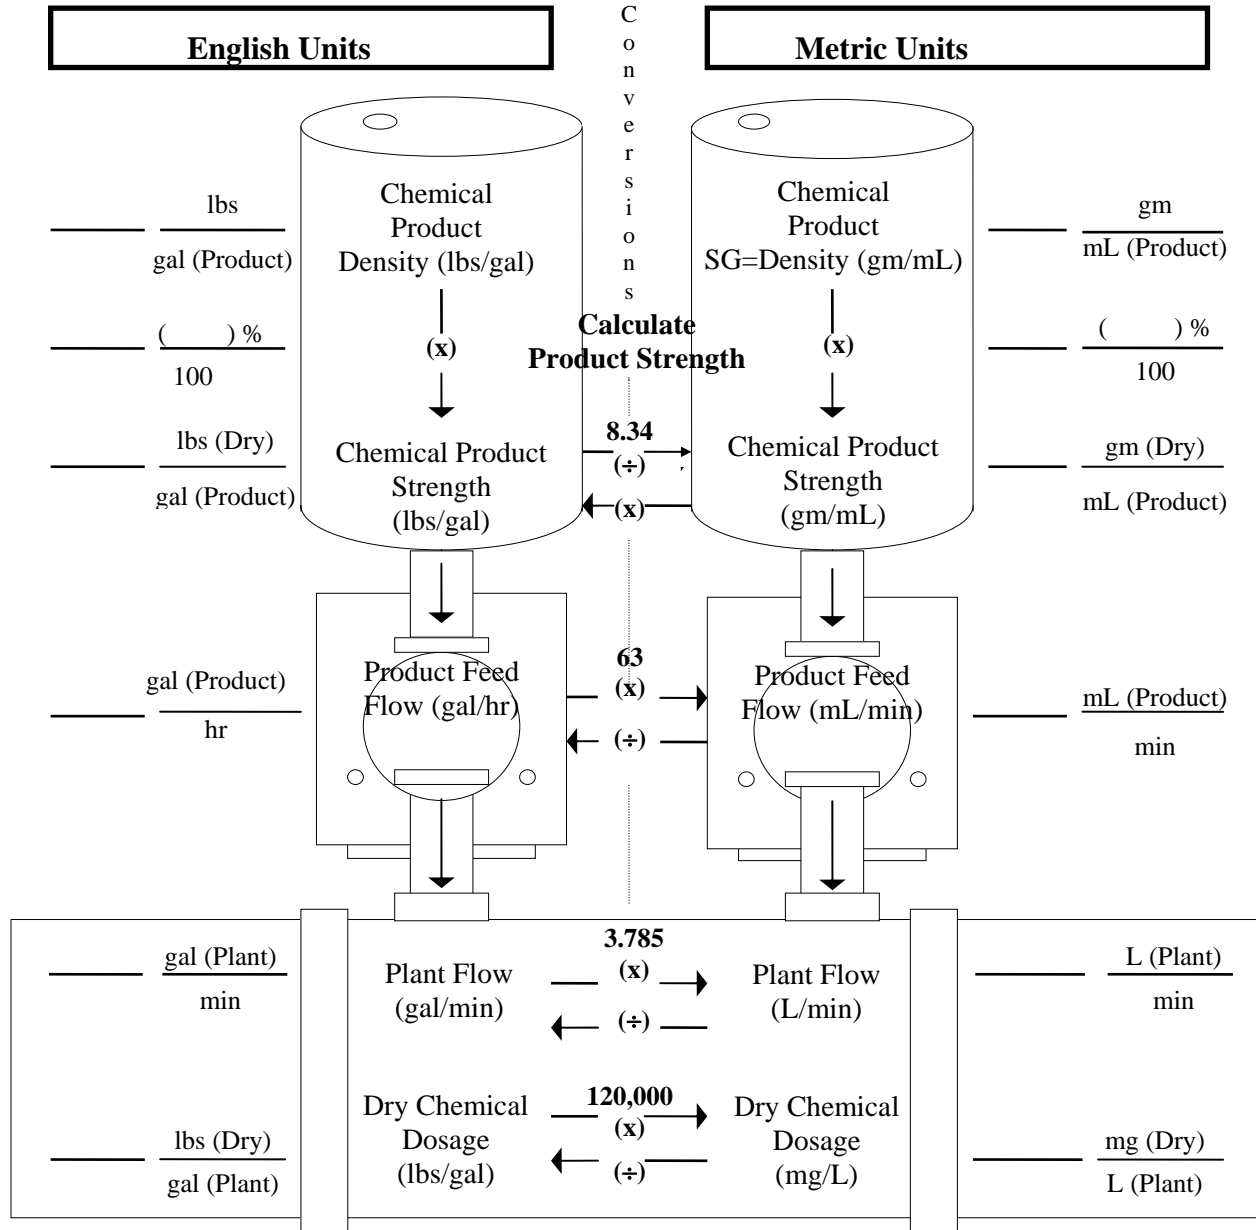 English Units
Conversions
Metric Units
lbs
gal (Product)
( ) %
100
lbs (Dry)
gal (Product)
Chemical
Product
Density (lbs/gal)
(x)
Chemical Product
Strength
(lbs/gal)
Calculate
Product Strength
8.34
(÷)
(x)
Chemical
Product
SG=Density (gm/mL)
(x)
Chemical Product
Strength
(gm/mL)
gm
mL (Product)
( ) %
100
gm (Dry)
mL (Product)
gal (Product)
hr
Product Feed
Flow (gal/hr)
63
(x)
(÷)
Product Feed
Flow (mL/min)
mL (Product)
min
gal (Plant)
min
Plant Flow
(gal/min)
3.785
(x)
(÷)
Plant Flow
(L/min)
L (Plant)
min
lbs (Dry)
gal (Plant)
Dry Chemical
Dosage
(lbs/gal)
120,000
(x)
(÷)
Dry Chemical
Dosage
(mg/L)
mg (Dry)
L (Plant)